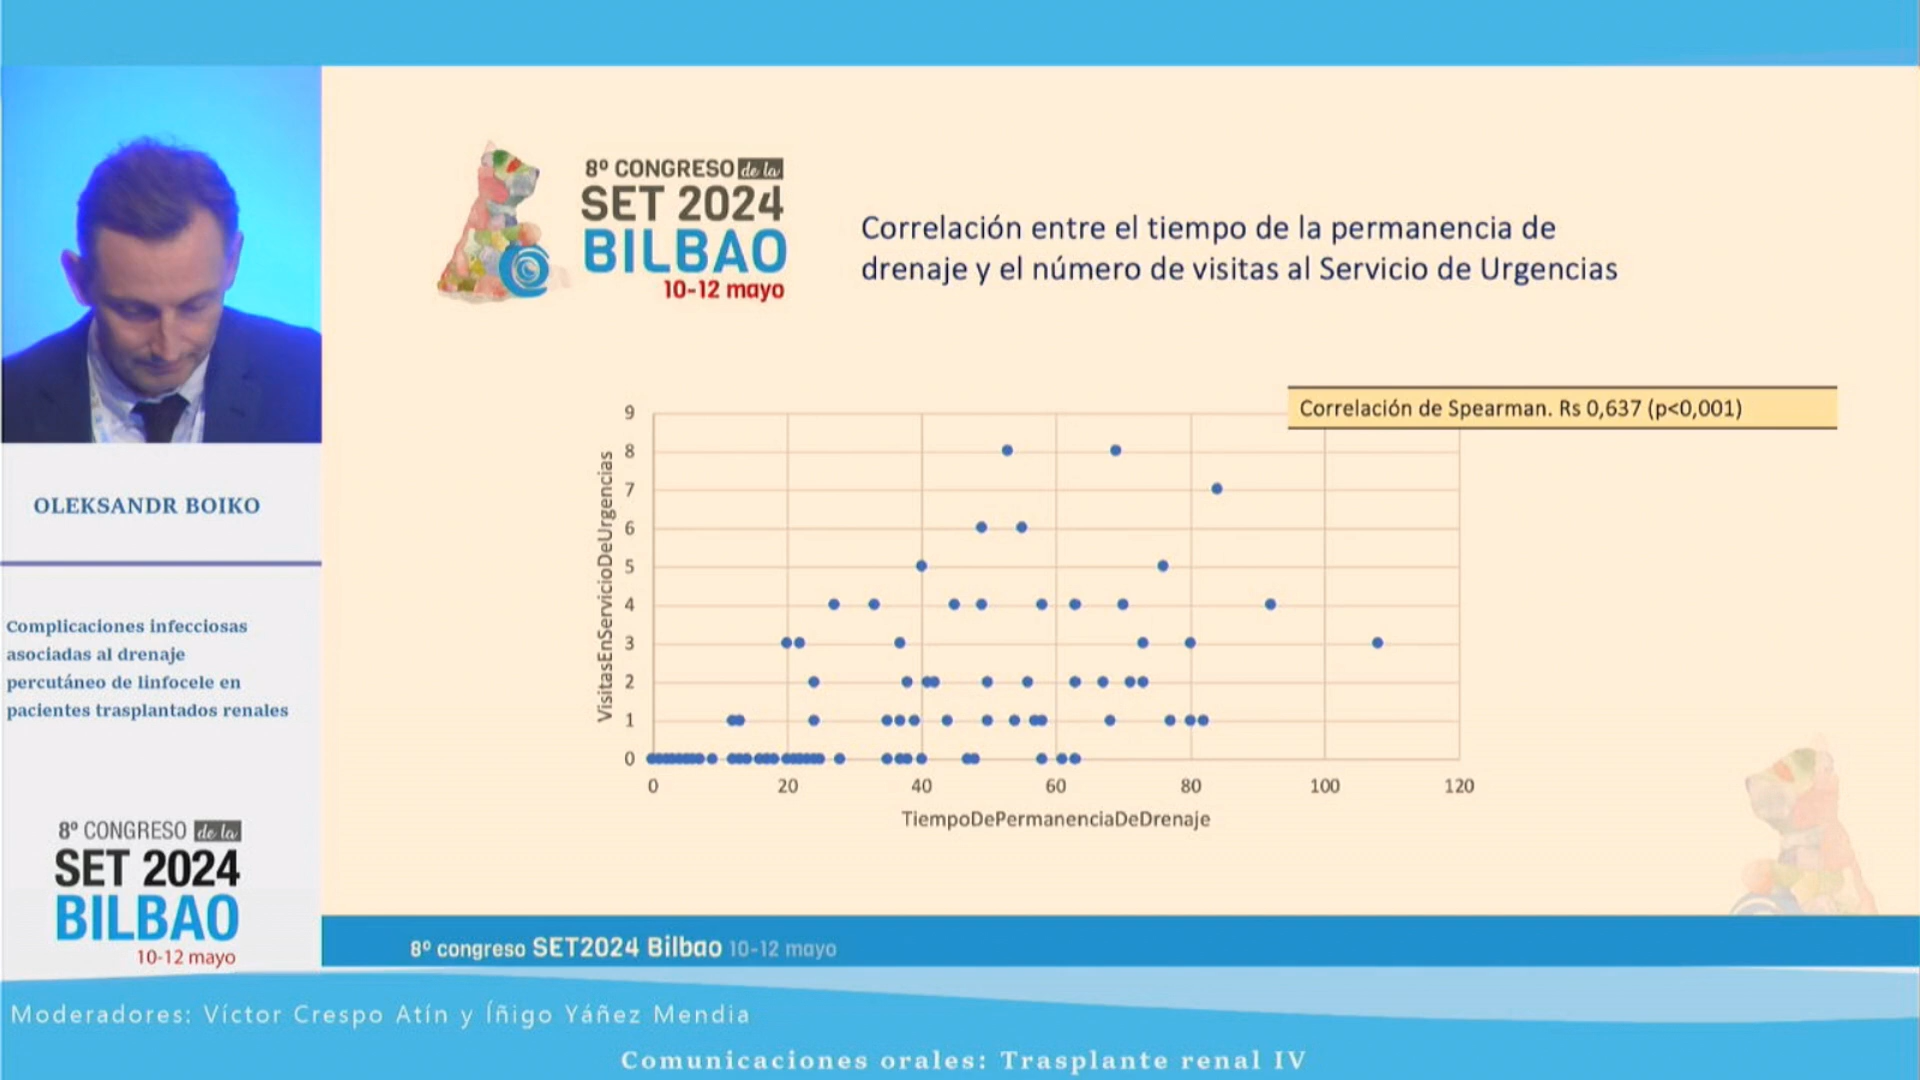 8º CONGRESO de la
SET 2024
BILBAO
10-12 mayo
Correlación entre el tiempo de la permanencia de
drenaje y el número de visitas al Servicio de Urgencias
Correlación de Spearman. Rs 0,637 (p<0,001)
VisitasEnServicioDeUrgencias
9
8
7
6
5
4
3
2
1
0
0 20 40 60 80 100 120
TiempoDePermanenciaDeDrenaje
OLEKSANDR BOIKO
Complicaciones infecciosas
asociadas al drenaje
percutáneo de linfocele en
pacientes trasplantados renales
8º CONGRESO de la
SET 2024
BILBAO
10-12 mayo
8º congreso SET2024 Bilbao 10-12 mayo
Moderadores: Víctor Crespo Atín y Íñigo Yáñez Mendia
Comunicaciones orales: Trasplante renal IV